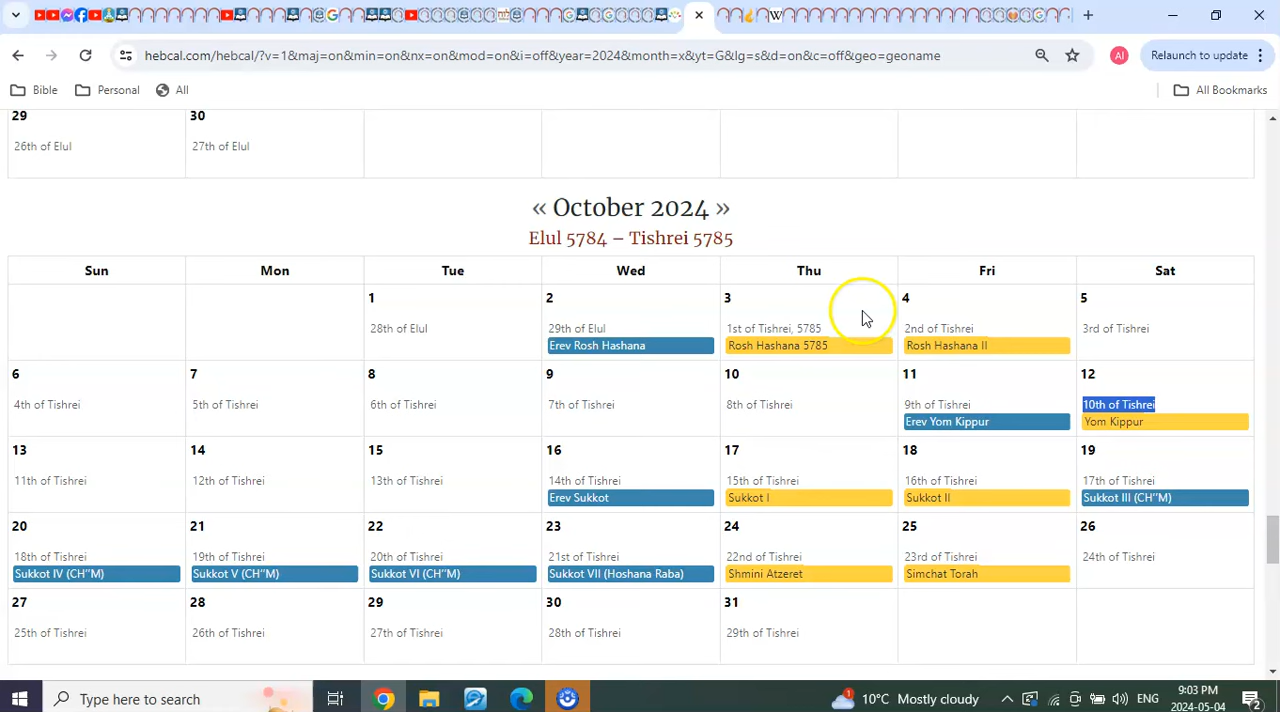 hebcal.com/hebcal/?v=1&maj=on&min=on&nx=on&mod=on&i=off&year=2024&month=x&yt=G&lg=s&d=on&c=off&geo=geoname
AI
Relaunch to update
Bible
Personal
All
All Bookmarks
29 30
26th of Elul 27th of Elul
« October 2024 »
Elul 5784 – Tishrei 5785
Sun Mon Tue Wed Thu Fri Sat
1 2 3 4 5
28th of Elul 29th of Elul 1st of Tishrei, 5785 2nd of Tishrei 3rd of Tishrei
Erev Rosh Hashana Rosh Hashana 5785 Rosh Hashana II
6 7 8 9 10 11 12
4th of Tishrei 5th of Tishrei 6th of Tishrei 7th of Tishrei 8th of Tishrei 9th of Tishrei 10th of Tishrei
Erev Yom Kippur Yom Kippur
13 14 15 16 17 18 19
11th of Tishrei 12th of Tishrei 13th of Tishrei 14th of Tishrei 15th of Tishrei 16th of Tishrei 17th of Tishrei
Erev Sukkot Sukkot I Sukkot II Sukkot III (CH’’M)
20 21 22 23 24 25 26
18th of Tishrei 19th of Tishrei 20th of Tishrei 21st of Tishrei 22nd of Tishrei 23rd of Tishrei 24th of Tishrei
Sukkot IV (CH’’M) Sukkot V (CH’’M) Sukkot VI (CH’’M) Sukkot VII (Hoshana Raba) Shmini Atzeret Simchat Torah
27 28 29 30 31
25th of Tishrei 26th of Tishrei 27th of Tishrei 28th of Tishrei 29th of Tishrei
Type here to search
1
10°C Mostly cloudy
ENG
9:03 PM
2024-05-04
2